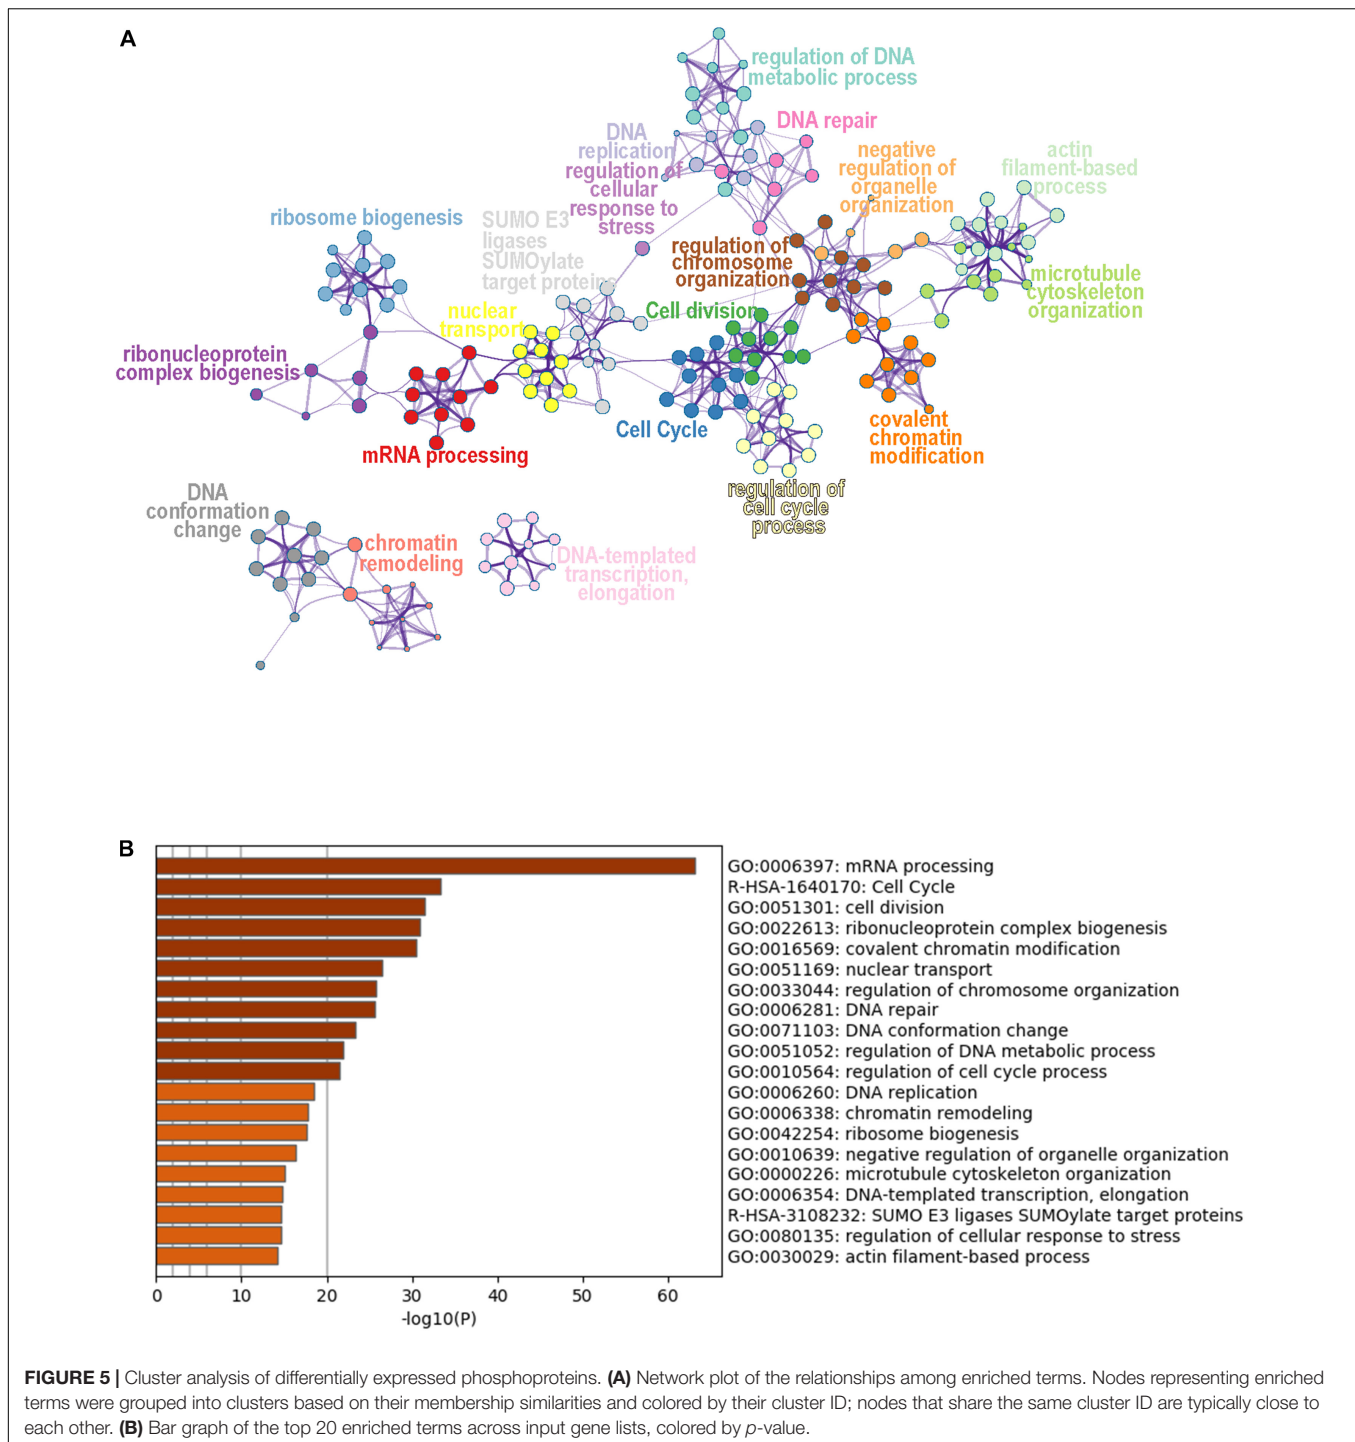 A
regulation of DNA
metabolic process
DNA repair
DNA
replication
regulation of
cellular
response to
stress
negative
regulation of
organelle
organization
actin
filament-based
process
ribosome biogenesis
SUMO E3
ligases
SUMOylate
target proteins
regulation of
chromosome
organization
microtubule
cytoskeleton
organization
nuclear
transport
Cell division
ribonucleoprotein
complex biogenesis
Cell Cycle
covalent
chromatin
modification
mRNA processing
regulation of
cell cycle
process
DNA
conformation
change
chromatin
remodeling
DNA-templated
transcription,
elongation
B
GO:0006397: mRNA processing
R-HSA-1640170: Cell Cycle
GO:0051301: cell division
GO:0022613: ribonucleoprotein complex biogenesis
GO:0016569: covalent chromatin modification
GO:0051169: nuclear transport
GO:0033044: regulation of chromosome organization
GO:0006281: DNA repair
GO:0071103: DNA conformation change
GO:0051052: regulation of DNA metabolic process
GO:0010564: regulation of cell cycle process
GO:0006260: DNA replication
GO:0006338: chromatin remodeling
GO:0042254: ribosome biogenesis
GO:0010639: negative regulation of organelle organization
GO:0000226: microtubule cytoskeleton organization
GO:0006354: DNA-templated transcription, elongation
R-HSA-3108232: SUMO E3 ligases SUMOylate target proteins
GO:0080135: regulation of cellular response to stress
GO:0030029: actin filament-based process
0 10 20 30 40 50 60
-log10(P)
FIGURE 5 | Cluster analysis of differentially expressed phosphoproteins. (A) Network plot of the relationships among enriched terms. Nodes representing enriched
terms were grouped into clusters based on their membership similarities and colored by their cluster ID; nodes that share the same cluster ID are typically close to
each other. (B) Bar graph of the top 20 enriched terms across input gene lists, colored by p-value.